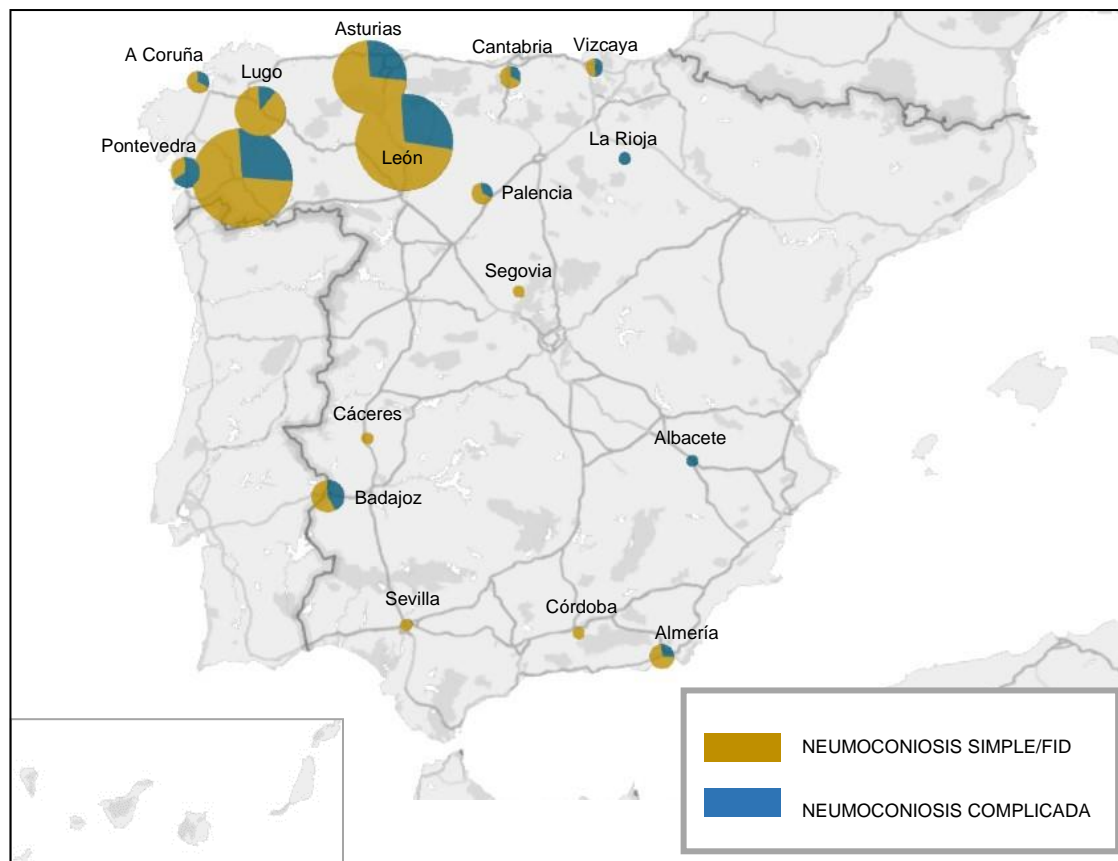 Asturias
A Coruña
Cantabria
Vizcaya
Lugo
La Rioja
Pontevedra
León
Palencia
Segovia
Cáceres
Albacete
Badajoz
Sevilla
Córdoba
Almería
NEUMOCONIOSIS SIMPLE/FID
NEUMOCONIOSIS COMPLICADA